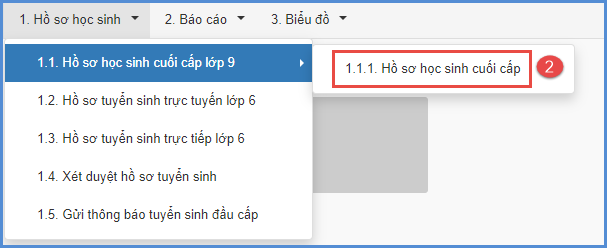 1. Hồ sơ học sinh 2. Báo cáo 3. Biểu đồ
1.1. Hồ sơ học sinh cuối cấp lớp 9
1.1.1. Hồ sơ học sinh cuối cấp 2
1.2. Hồ sơ tuyển sinh trực tuyến lớp 6
1.3. Hồ sơ tuyển sinh trực tiếp lớp 6
1.4. Xét duyệt hồ sơ tuyển sinh
1.5. Gửi thông báo tuyển sinh đầu cấp